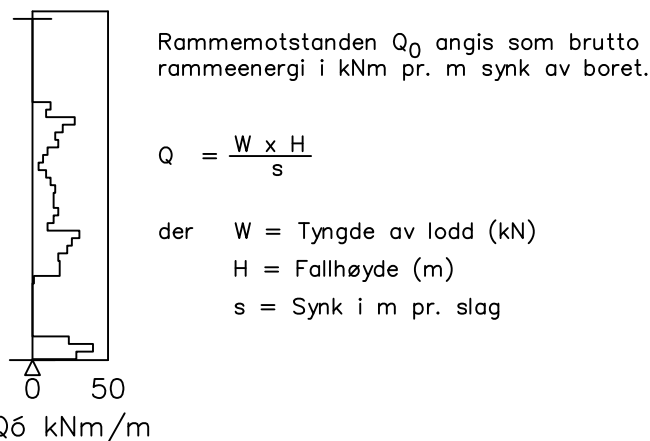 Rammemotstanden Q0 angis som brutto
rammeenergi i kNm pr. m synk av boret.
Q = W x H
s
der W = Tyngde av lodd (kN)
H = Fallhøyde (m)
s = Synk i m pr. slag
0 50
Qó kNm/m